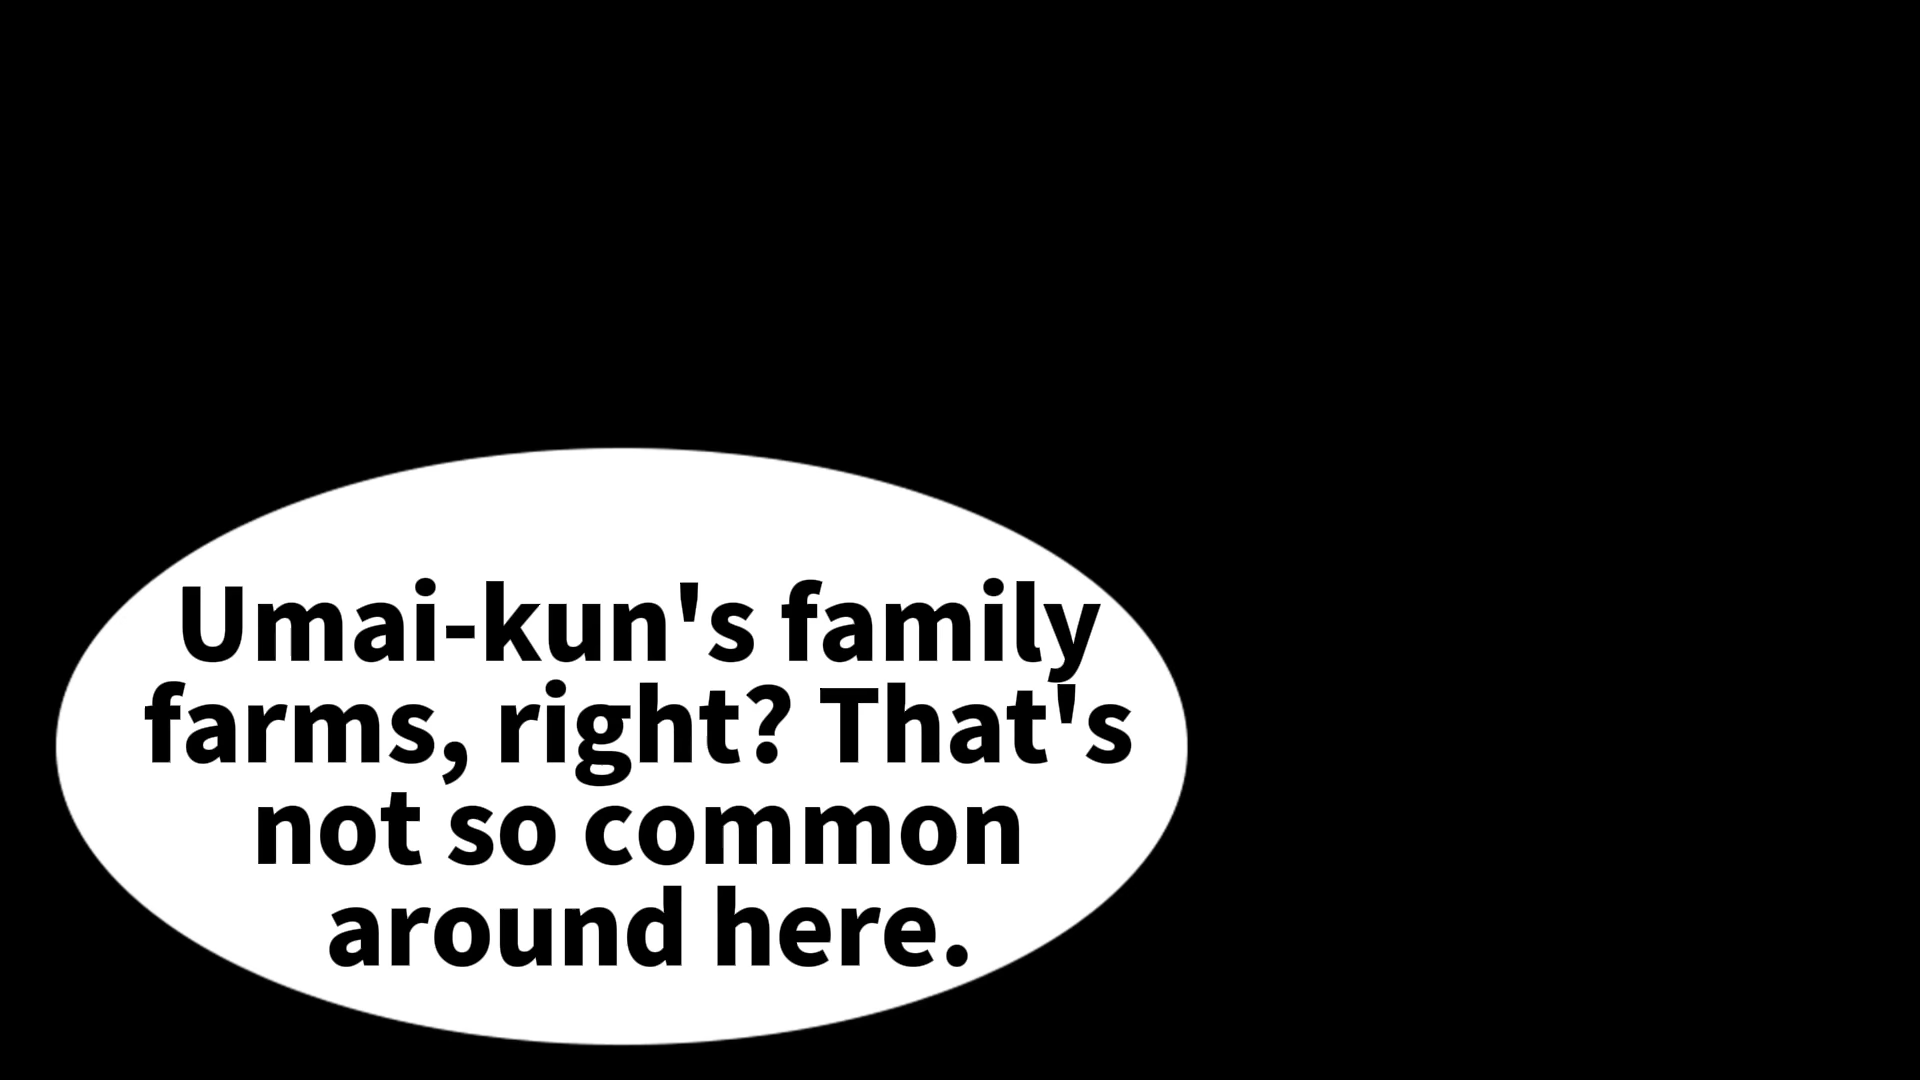 Umai-kun's family
farms, right? That's
not so common
around here.